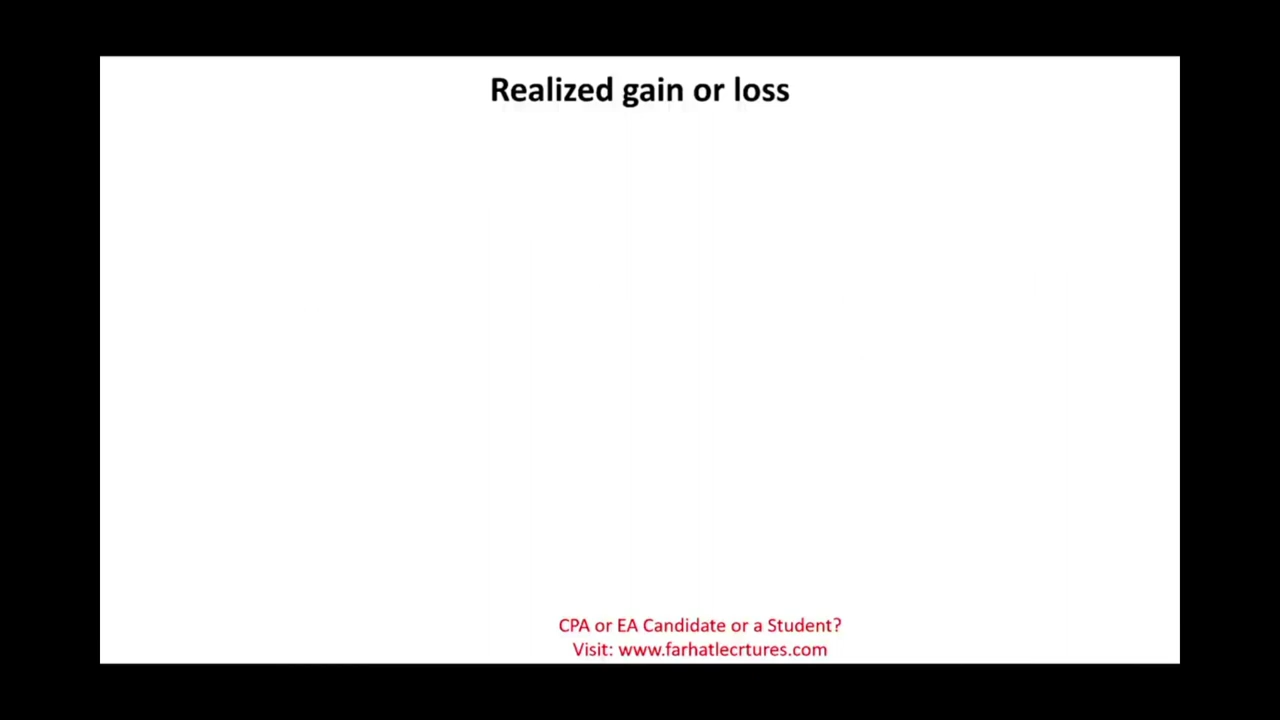 Realized gain or loss
CPA or EA Candidate or a Student?
Visit: www.farhatlecrtures.com